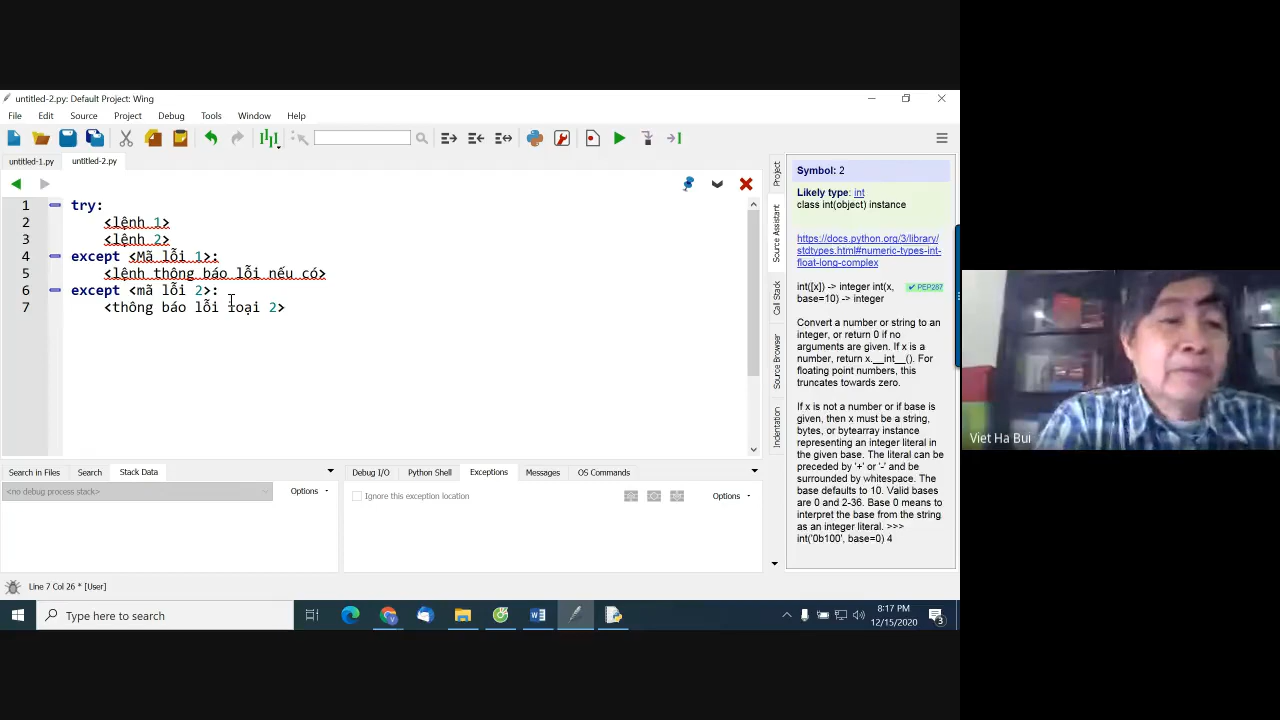 untitled-2.py: Default Project: Wing
File Edit Source Project Debug Tools Window Help
untitled-1.py untitled-2.py
1 try:
2 <lệnh 1>
3 <lệnh 2>
4 except <Mã lỗi 1>:
5 <lệnh thông báo lỗi nếu có>
6 except <mã lỗi 2>:
7 <thông báo lỗi loại 2>
Project
Source Assistant
Call Stack
Source Browser
Indentation
Symbol: 2
Likely type: int
class int(object) instance
https://docs.python.org/3/library/
stdtypes.html#numeric-types-int-
float-long-complex
int([x]) -> integer int(x, ✔ PEP287
base=10) -> integer
Convert a number or string to an
integer, or return 0 if no
arguments are given. If x is a
number, return x.__int__(). For
floating point numbers, this
truncates towards zero.
If x is not a number or if base is
given, then x must be a string,
bytes, or bytearray instance
representing an integer literal in
the given base. The literal can be
preceded by '+' or '-' and be
surrounded by whitespace. The
base defaults to 10. Valid bases
are 0 and 2-36. Base 0 means to
interpret the base from the string
as an integer literal. >>>
int('0b100', base=0) 4
Search in Files Search Stack Data
<no debug process stack> Options
Debug I/O Python Shell Exceptions Messages OS Commands
Ignore this exception location Options
Line 7 Col 26 * [User]
Type here to search
8:17 PM
12/15/2020
3
Viet Ha Bui